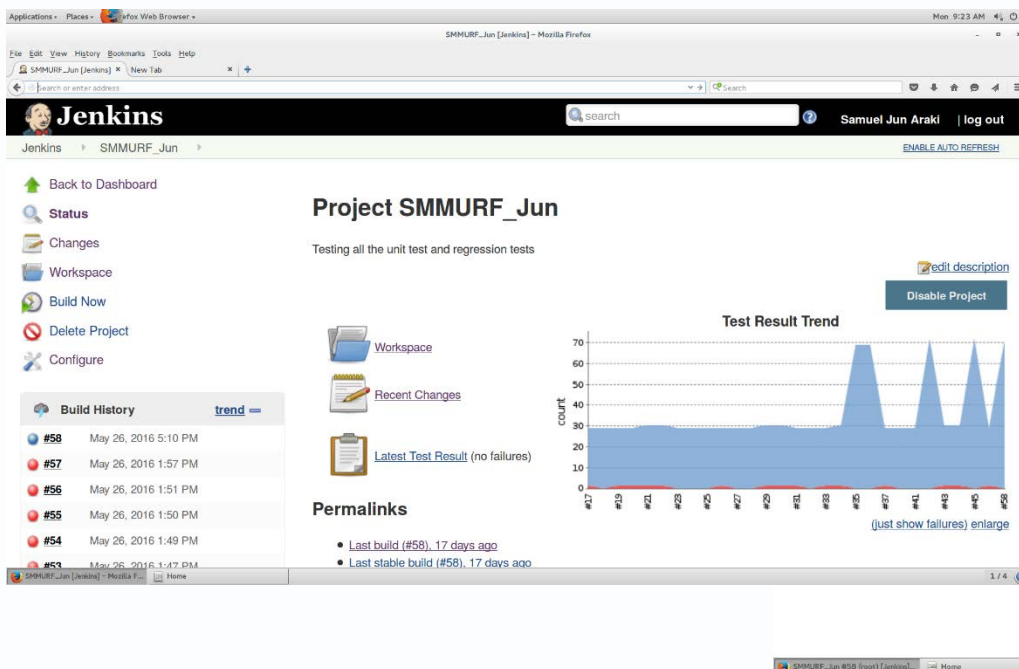 Applications Places Firefox Web Browser Mon 9:23 AM
SMMURF_Jun [Jenkins] - Mozilla Firefox
File Edit View History Bookmarks Tools Help
SMMURF_Jun [Jenkins] × New Tab × +
Search or enter address Search
Jenkins search Samuel Jun Araki | log out
Jenkins SMMURF_Jun ENABLE AUTO REFRESH
Back to Dashboard
Status
Changes
Workspace
Build Now
Delete Project
Configure
Build History trend
#58 May 26, 2016 5:10 PM
#57 May 26, 2016 1:57 PM
#56 May 26, 2016 1:51 PM
#55 May 26, 2016 1:50 PM
#54 May 26, 2016 1:49 PM
#53 May 26, 2016 1:47 PM
Project SMMURF_Jun
Testing all the unit test and regression tests
edit description
Disable Project
Workspace
Recent Changes
Latest Test Result (no failures)
Test Result Trend
count
70
60
50
40
30
20
10
0
#17 #19 #21 #23 #25 #27 #29 #31 #33 #35 #37 #41 #43 #45 #58
(just show failures) enlarge
Permalinks
Last build (#58), 17 days ago
Last stable build (#58), 17 days ago
SMMURF_Jun [Jenkins] - Mozilla F... Home 1 / 4
SMMURF_Jun #58 (root) [Jenkins]... Home